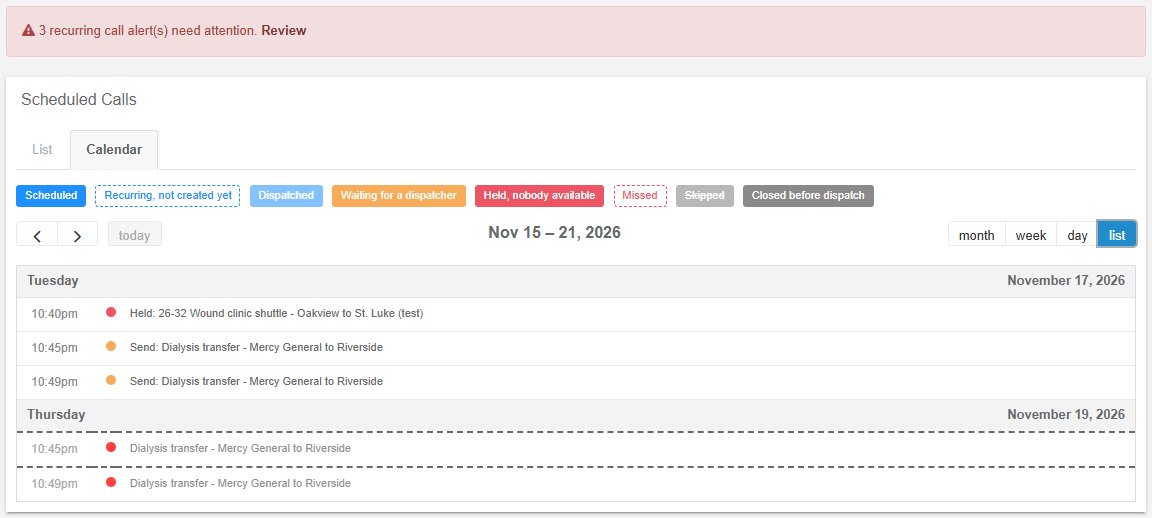 3 recurring call alert(s) need attention. Review
Scheduled Calls
List Calendar
Scheduled Recurring, not created yet Dispatched Waiting for a dispatcher Held, nobody available Missed Skipped Closed before dispatch
today Nov 15 – 21, 2026 month week day list
Tuesday November 17, 2026
10:40pm Held: 26-32 Wound clinic shuttle - Oakview to St. Luke (test)
10:45pm Send: Dialysis transfer - Mercy General to Riverside
10:49pm Send: Dialysis transfer - Mercy General to Riverside
Thursday November 19, 2026
10:45pm Dialysis transfer - Mercy General to Riverside
10:49pm Dialysis transfer - Mercy General to Riverside